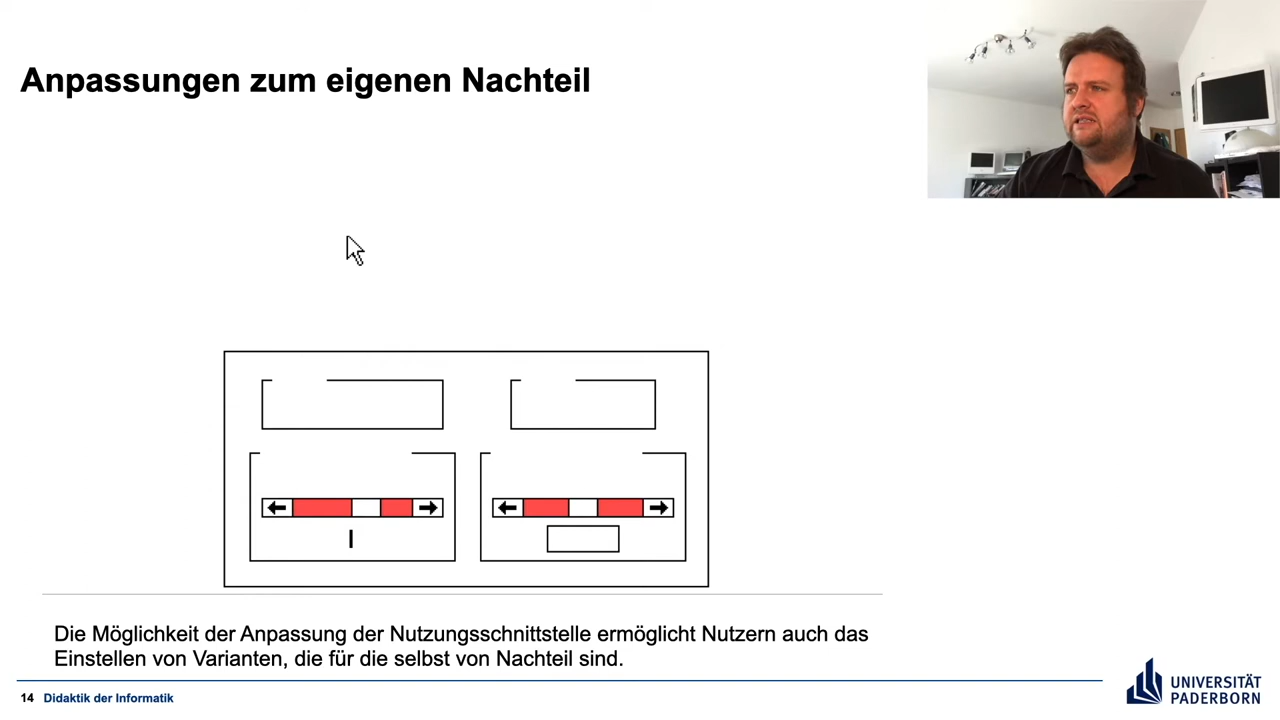 Anpassungen zum eigenen Nachteil
Die Möglichkeit der Anpassung der Nutzungsschnittstelle ermöglicht Nutzern auch das
Einstellen von Varianten, die für die selbst von Nachteil sind.
14 Didaktik der Informatik
UNIVERSITÄT
PADERBORN